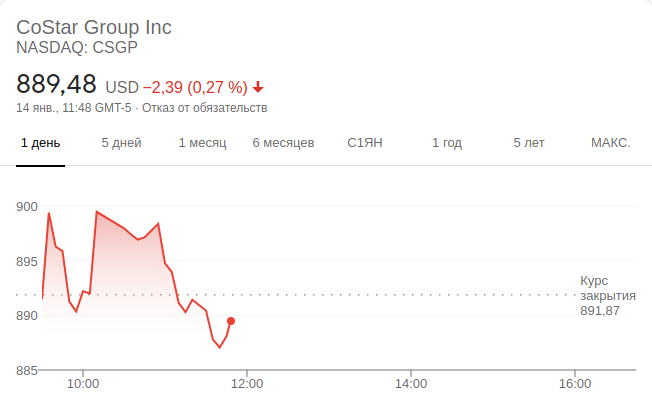 CoStar Group Inc
NASDAQ: CSGP
889,48 USD −2,39 (0,27 %)
14 янв., 11:48 GMT-5 · Отказ от обязательств
1 день 5 дней 1 месяц 6 месяцев С1ЯН 1 год 5 лет МАКС.
900
895
Курс
закрытия
891,87
890
885
10:00 12:00 14:00 16:00